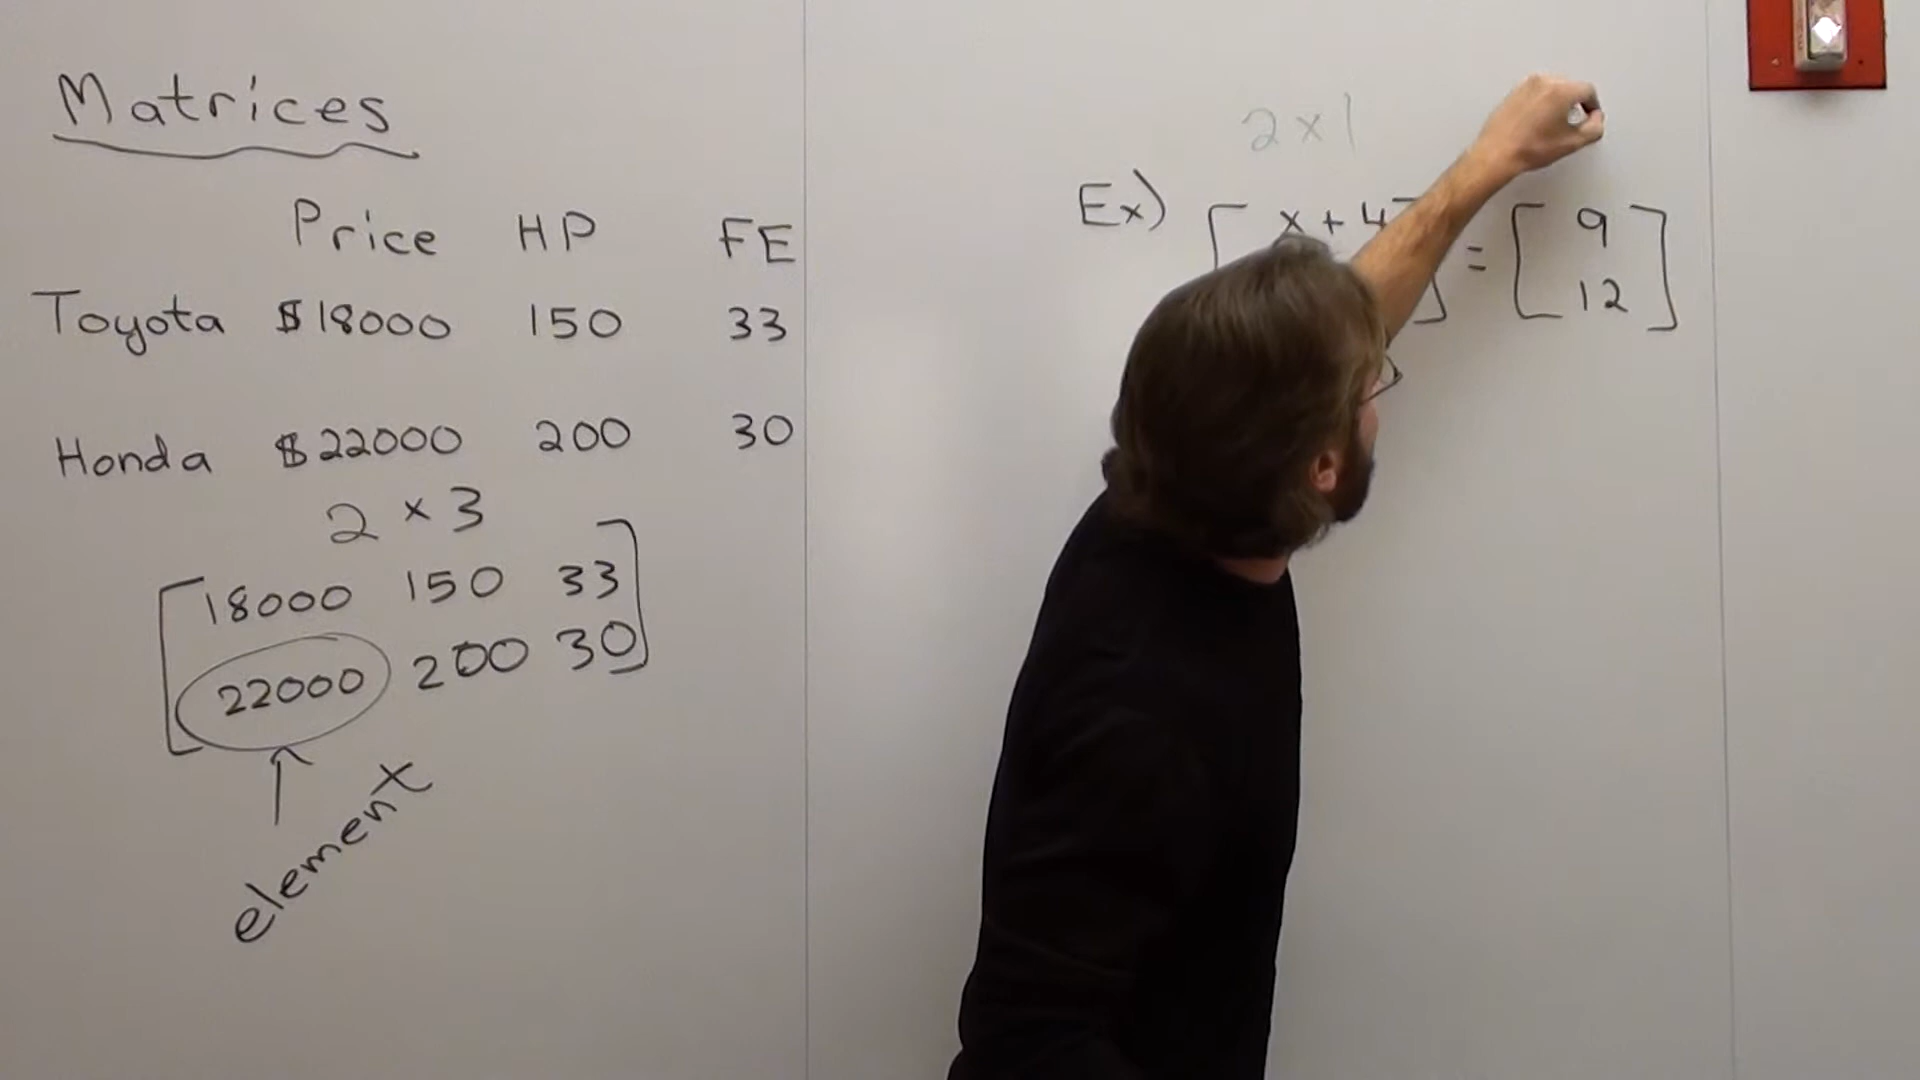 Matrices
Price HP FE
Toyota $18000 150 33
Honda $22000 200 30
2 × 3
18000 150 33
22000 200 30
element
2 × 1
Ex) [ x + 4 ] = [ 9
12 ]